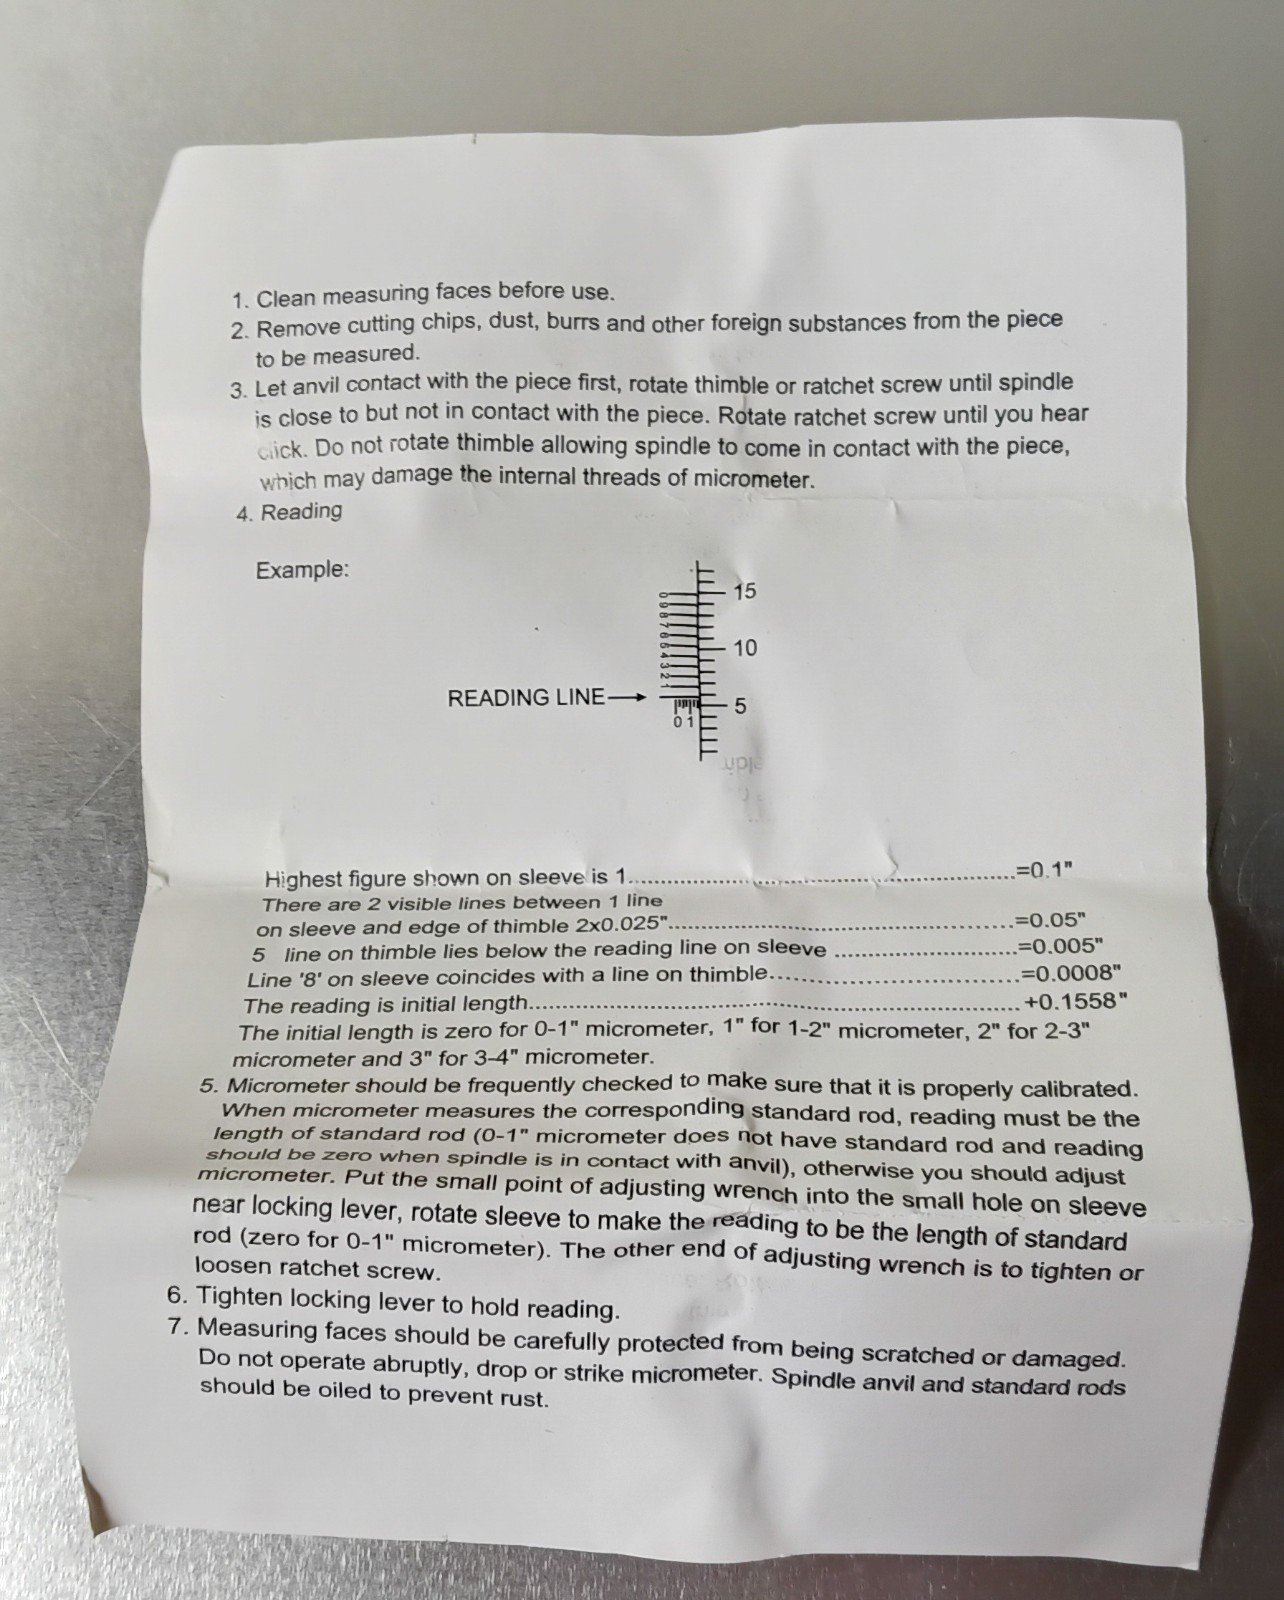 1. Clean measuring faces before use.
2. Remove cutting chips, dust, burrs and other foreign substances from the piece
to be measured.
3. Let anvil contact with the piece first, rotate thimble or ratchet screw until spindle
is close to but not in contact with the piece. Rotate ratchet screw until you hear
click. Do not rotate thimble allowing spindle to come in contact with the piece,
which may damage the internal threads of micrometer.
4. Reading
Example:
15
10
5
0 9 8 7 6 5 4 3 2 1
READING LINE
0 1
Highest figure shown on sleeve is 1.................................................=0.1"
There are 2 visible lines between 1 line
on sleeve and edge of thimble 2x0.025".............................................=0.05"
5 line on thimble lies below the reading line on sleeve ........................=0.005"
Line '8' on sleeve coincides with a line on thimble................................=0.0008"
The reading is initial length...............................................................+0.1558"
The initial length is zero for 0-1" micrometer, 1" for 1-2" micrometer, 2" for 2-3"
micrometer and 3" for 3-4" micrometer.
5. Micrometer should be frequently checked to make sure that it is properly calibrated.
When micrometer measures the corresponding standard rod, reading must be the
length of standard rod (0-1" micrometer does not have standard rod and reading
should be zero when spindle is in contact with anvil), otherwise you should adjust
micrometer. Put the small point of adjusting wrench into the small hole on sleeve
near locking lever, rotate sleeve to make the reading to be the length of standard
rod (zero for 0-1" micrometer). The other end of adjusting wrench is to tighten or
loosen ratchet screw.
6. Tighten locking lever to hold reading.
7. Measuring faces should be carefully protected from being scratched or damaged.
Do not operate abruptly, drop or strike micrometer. Spindle anvil and standard rods
should be oiled to prevent rust.